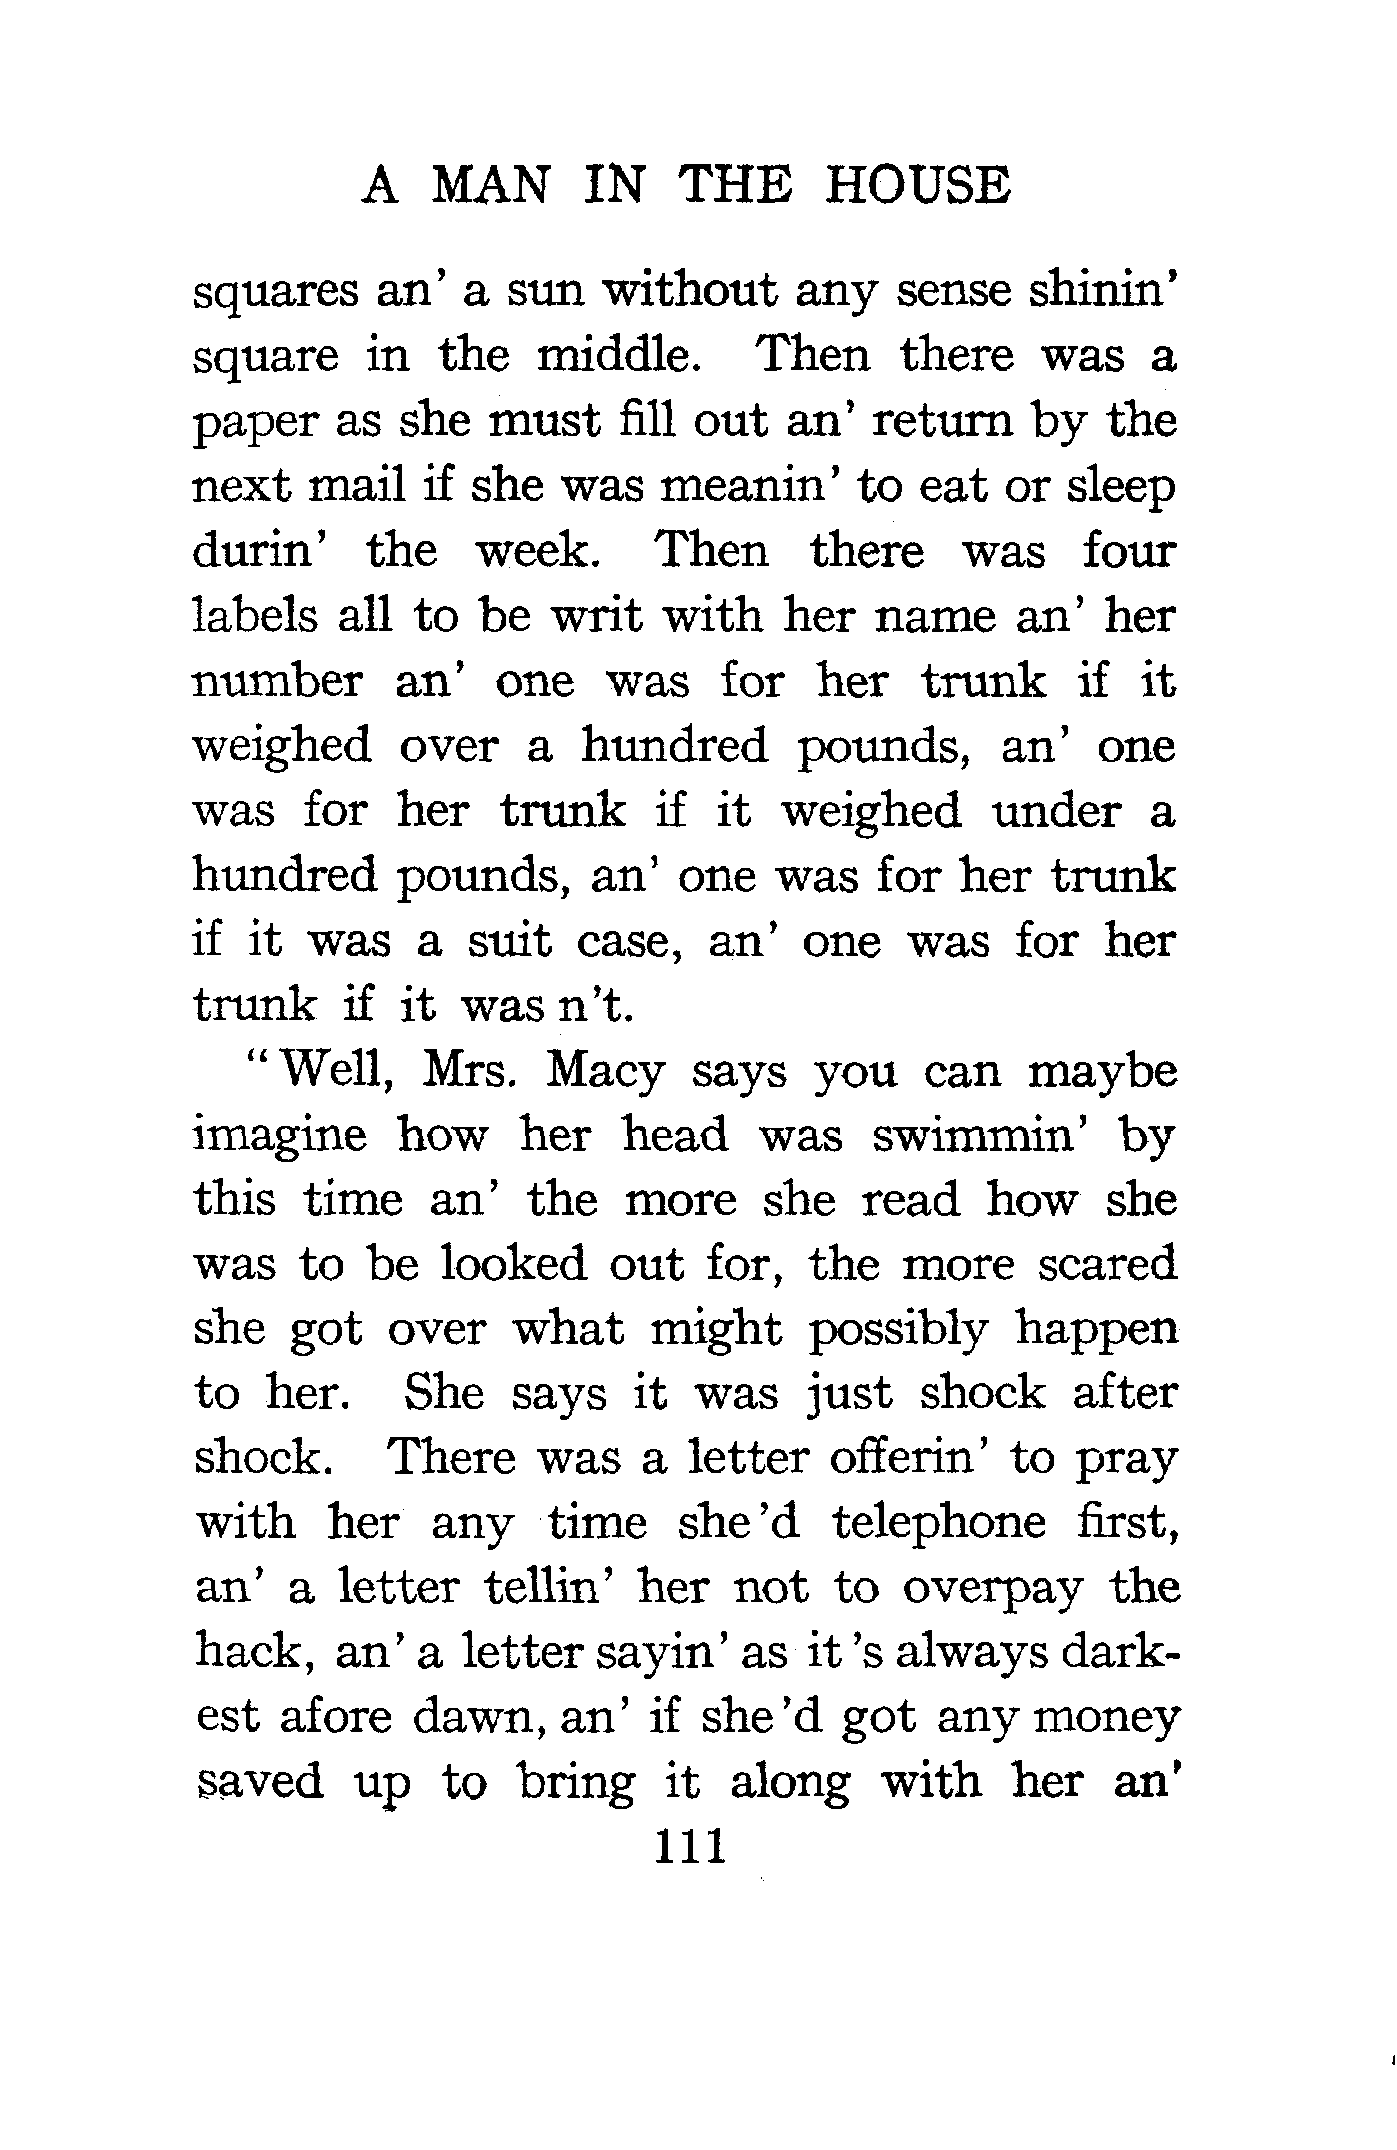 A MAN IN THE HOUSE
squares an' a sun without any sense shinin'
square in the middle. Then there was a
paper as she must fill out an' return by the
next mail if she was meanin' to eat or sleep
durin' the week. Then there was four
labels all to be writ with her name an' her
number an' one was for her trunk if it
weighed over a hundred pounds, an' one
was for her trunk if it weighed under a
hundred pounds, an' one was for her trunk
if it was a suit case, an' one was for her
trunk if it was n't.
"Well, Mrs. Macy says you can maybe
imagine how her head was swimmin' by
this time an' the more she read how she
was to be looked out for, the more scared
she got over what might possibly happen
to her. She says it was just shock after
shock. There was a letter offerin' to pray
with her any time she 'd telephone first,
an' a letter tellin' her not to overpay the
hack, an' a letter sayin' as it 's always dark-
est afore dawn, an' if she 'd got any money
saved up to bring it along with her an'
111